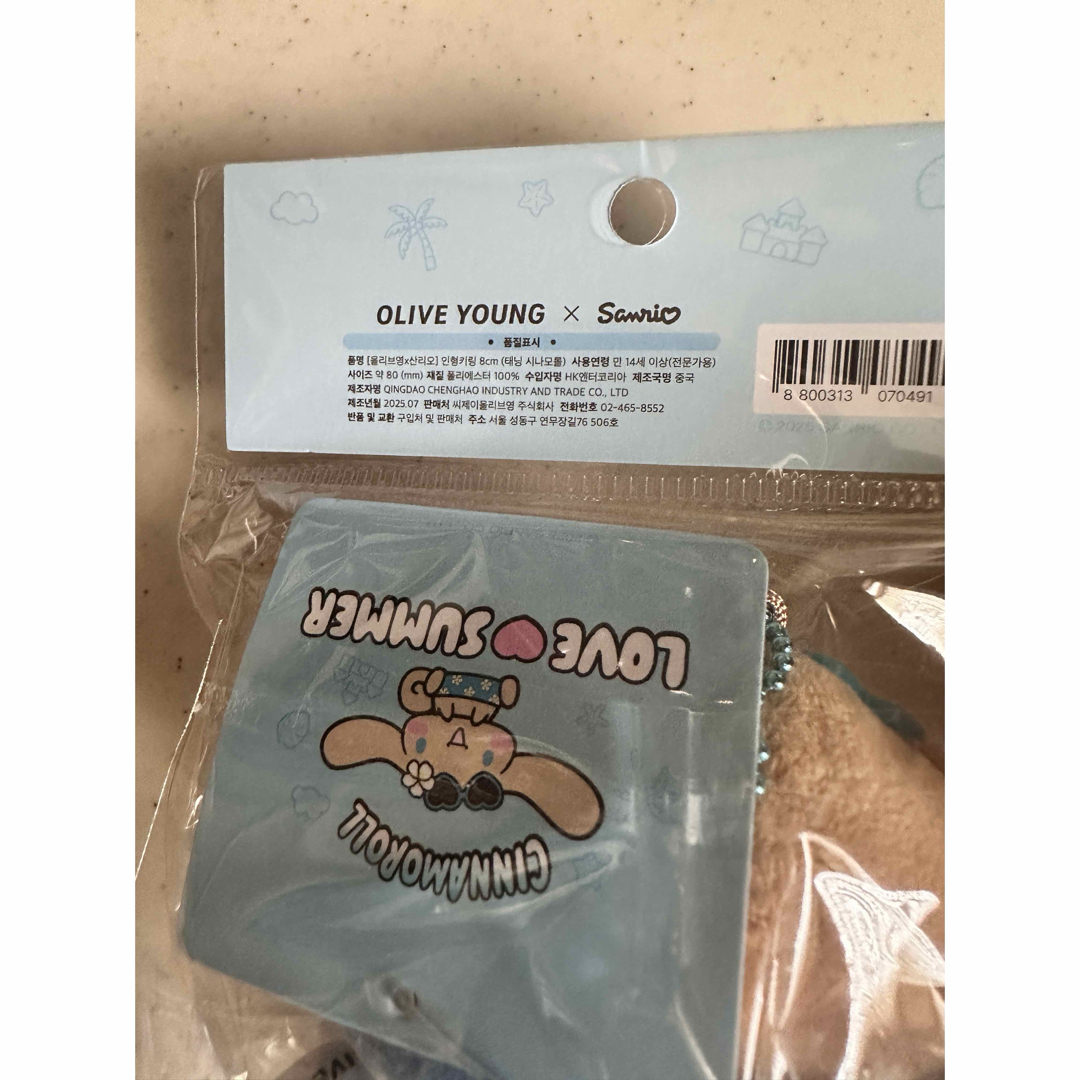 OLIVE YOUNG × Sanrio
• 품질표시 •
품명 [올리브영x산리오] 인형키링 8cm (태닝 시나모롤) 사용연령 만 14세 이상(전문가용)
사이즈 약 80 (mm) 재질 폴리에스터 100% 수입자명 HK엔터코리아 제조국명 중국
제조자명 QINGDAO CHENGHAO INDUSTRY AND TRADE CO., LTD
제조년월 2025.07 판매처 씨제이올리브영 주식회사 전화번호 02-465-8552
반품 및 교환 구입처 및 판매처 주소 서울 성동구 연무장길76 506호
8 800313 070491
LOVE SUMMER
CINNAMOROLL